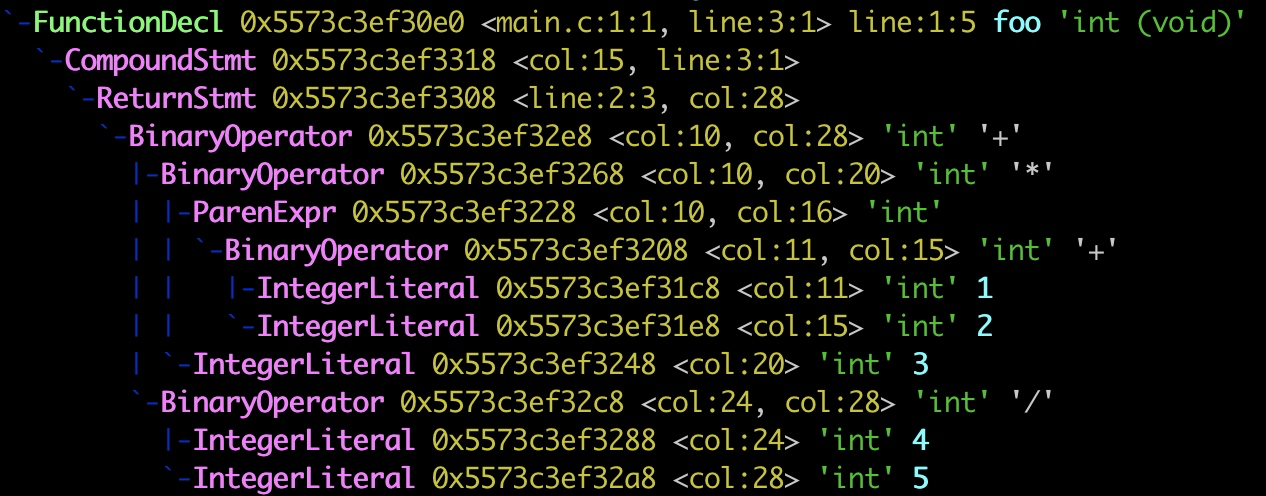 `-FunctionDecl 0x5573c3ef30e0 <main.c:1:1, line:3:1> line:1:5 foo 'int (void)'
  `-CompoundStmt 0x5573c3ef3318 <col:15, line:3:1>
    `-ReturnStmt 0x5573c3ef3308 <line:2:3, col:28>
      `-BinaryOperator 0x5573c3ef32e8 <col:10, col:28> 'int' '+'
        |-BinaryOperator 0x5573c3ef3268 <col:10, col:20> 'int' '*'
        | |-ParenExpr 0x5573c3ef3228 <col:10, col:16> 'int'
        | | `-BinaryOperator 0x5573c3ef3208 <col:11, col:15> 'int' '+'
        | |   |-IntegerLiteral 0x5573c3ef31c8 <col:11> 'int' 1
        | |   `-IntegerLiteral 0x5573c3ef31e8 <col:15> 'int' 2
        | `-IntegerLiteral 0x5573c3ef3248 <col:20> 'int' 3
        `-BinaryOperator 0x5573c3ef32c8 <col:24, col:28> 'int' '/'
          |-IntegerLiteral 0x5573c3ef3288 <col:24> 'int' 4
          `-IntegerLiteral 0x5573c3ef32a8 <col:28> 'int' 5